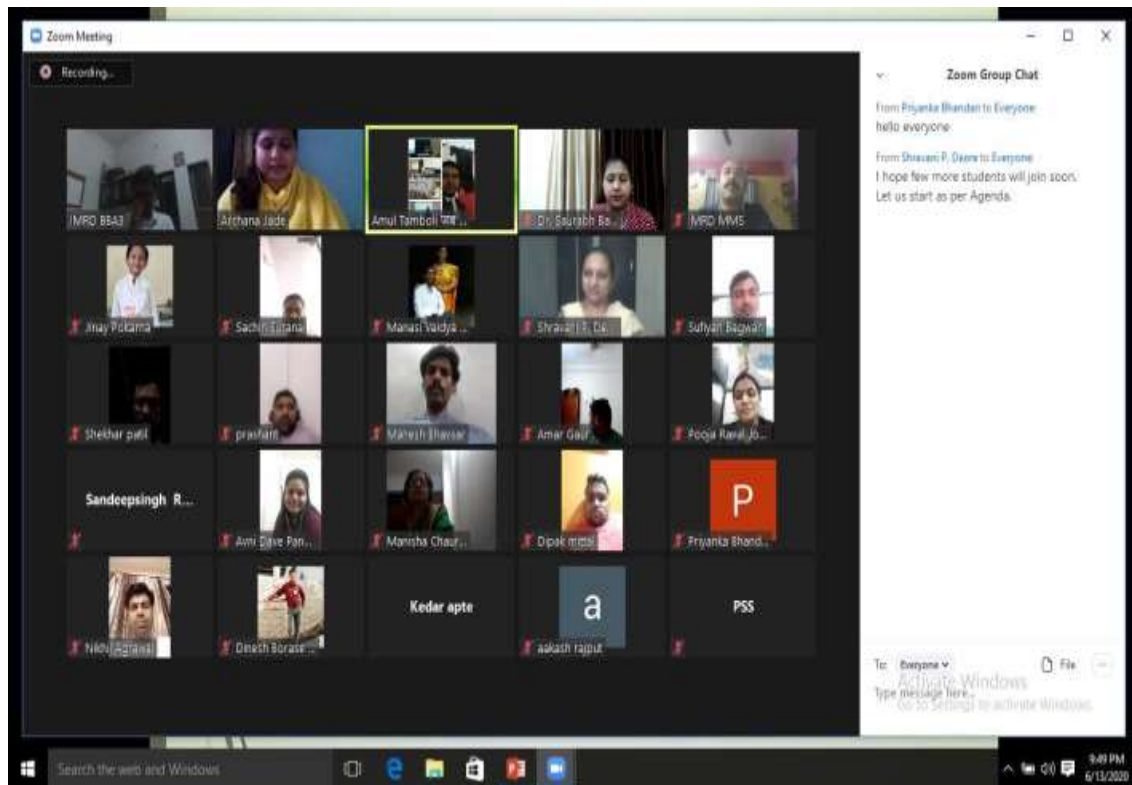 Zoom Meeting
Recording...
Zoom Group Chat
From Priyanka Bhandari to Everyone:
hello everyone
From Shravani P. Deore to Everyone:
I hope few more students will join soon.
Let us start as per Agenda.
IMRD BBA3
Archana Jade
Amul Tamboli
Dr. Saurabh Ba...
IMRD MMS
Jinay Pokarna
Sachin Surana
Manasi Vaidya ...
Shravani P. De...
Sufiyan Bagwan
Shekhar patil
prashant
Manesh Bhavsar
Amar Gaur...
Pooja Raval Jo...
Sandeepsingh R...
Avni Dave Pan...
Manisha Chaur...
Dipak mittal
P
Priyanka Bhand...
Nikhil Agrawal
Dinesh Borase ...
Kedar apte
a
aakash rajput
PSS
To: Everyone
File
Activate Windows
Type message here...
Go to Settings to activate Windows.
Search the web and Windows
9:49 PM
6/13/2020